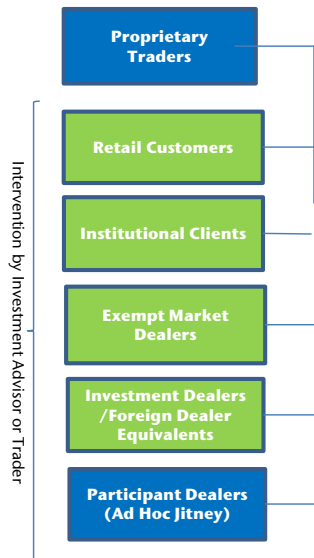 Proprietary
Traders
Intervention by Investment Advisor or Trader
Retail Customers
Institutional Clients
Exempt Market
Dealers
Investment Dealers
/Foreign Dealer
Equivalents
Participant Dealers
(Ad Hoc Jitney)